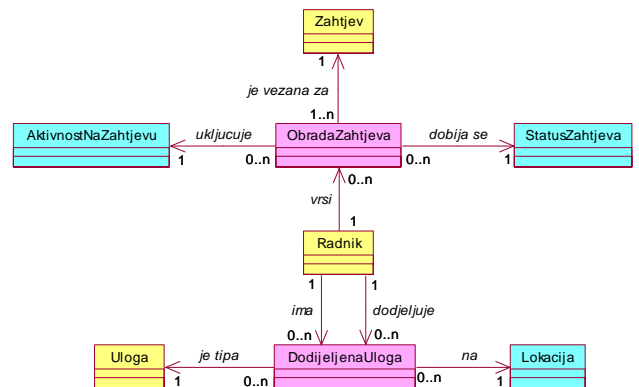 Zahtjev
1
je vezana za
1..n
AktivnostNaZahtjevu
ukljucuje
ObradaZahtjeva
dobija se
StatusZahtjeva
1
0..n
0..n
1
0..n
vrsi
1
Radnik
1
1
ima
dodjeljuje
0..n
0..n
Uloga
je tipa
DodijeljenaUloga
na
Lokacija
1
0..n
0..n
1